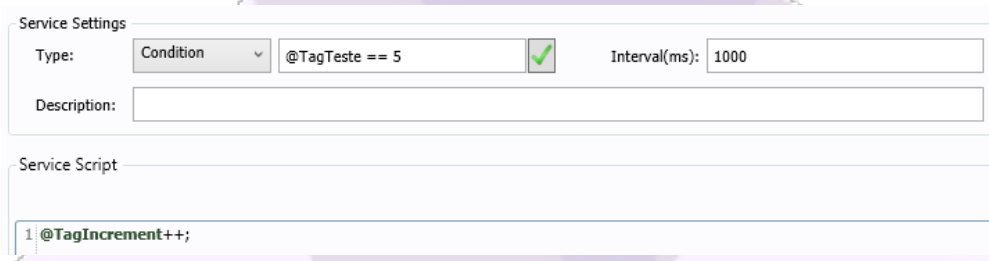 Service Settings
Type: Condition @TagTeste == 5 Interval(ms): 1000
Description:
Service Script
1 @TagIncrement++;